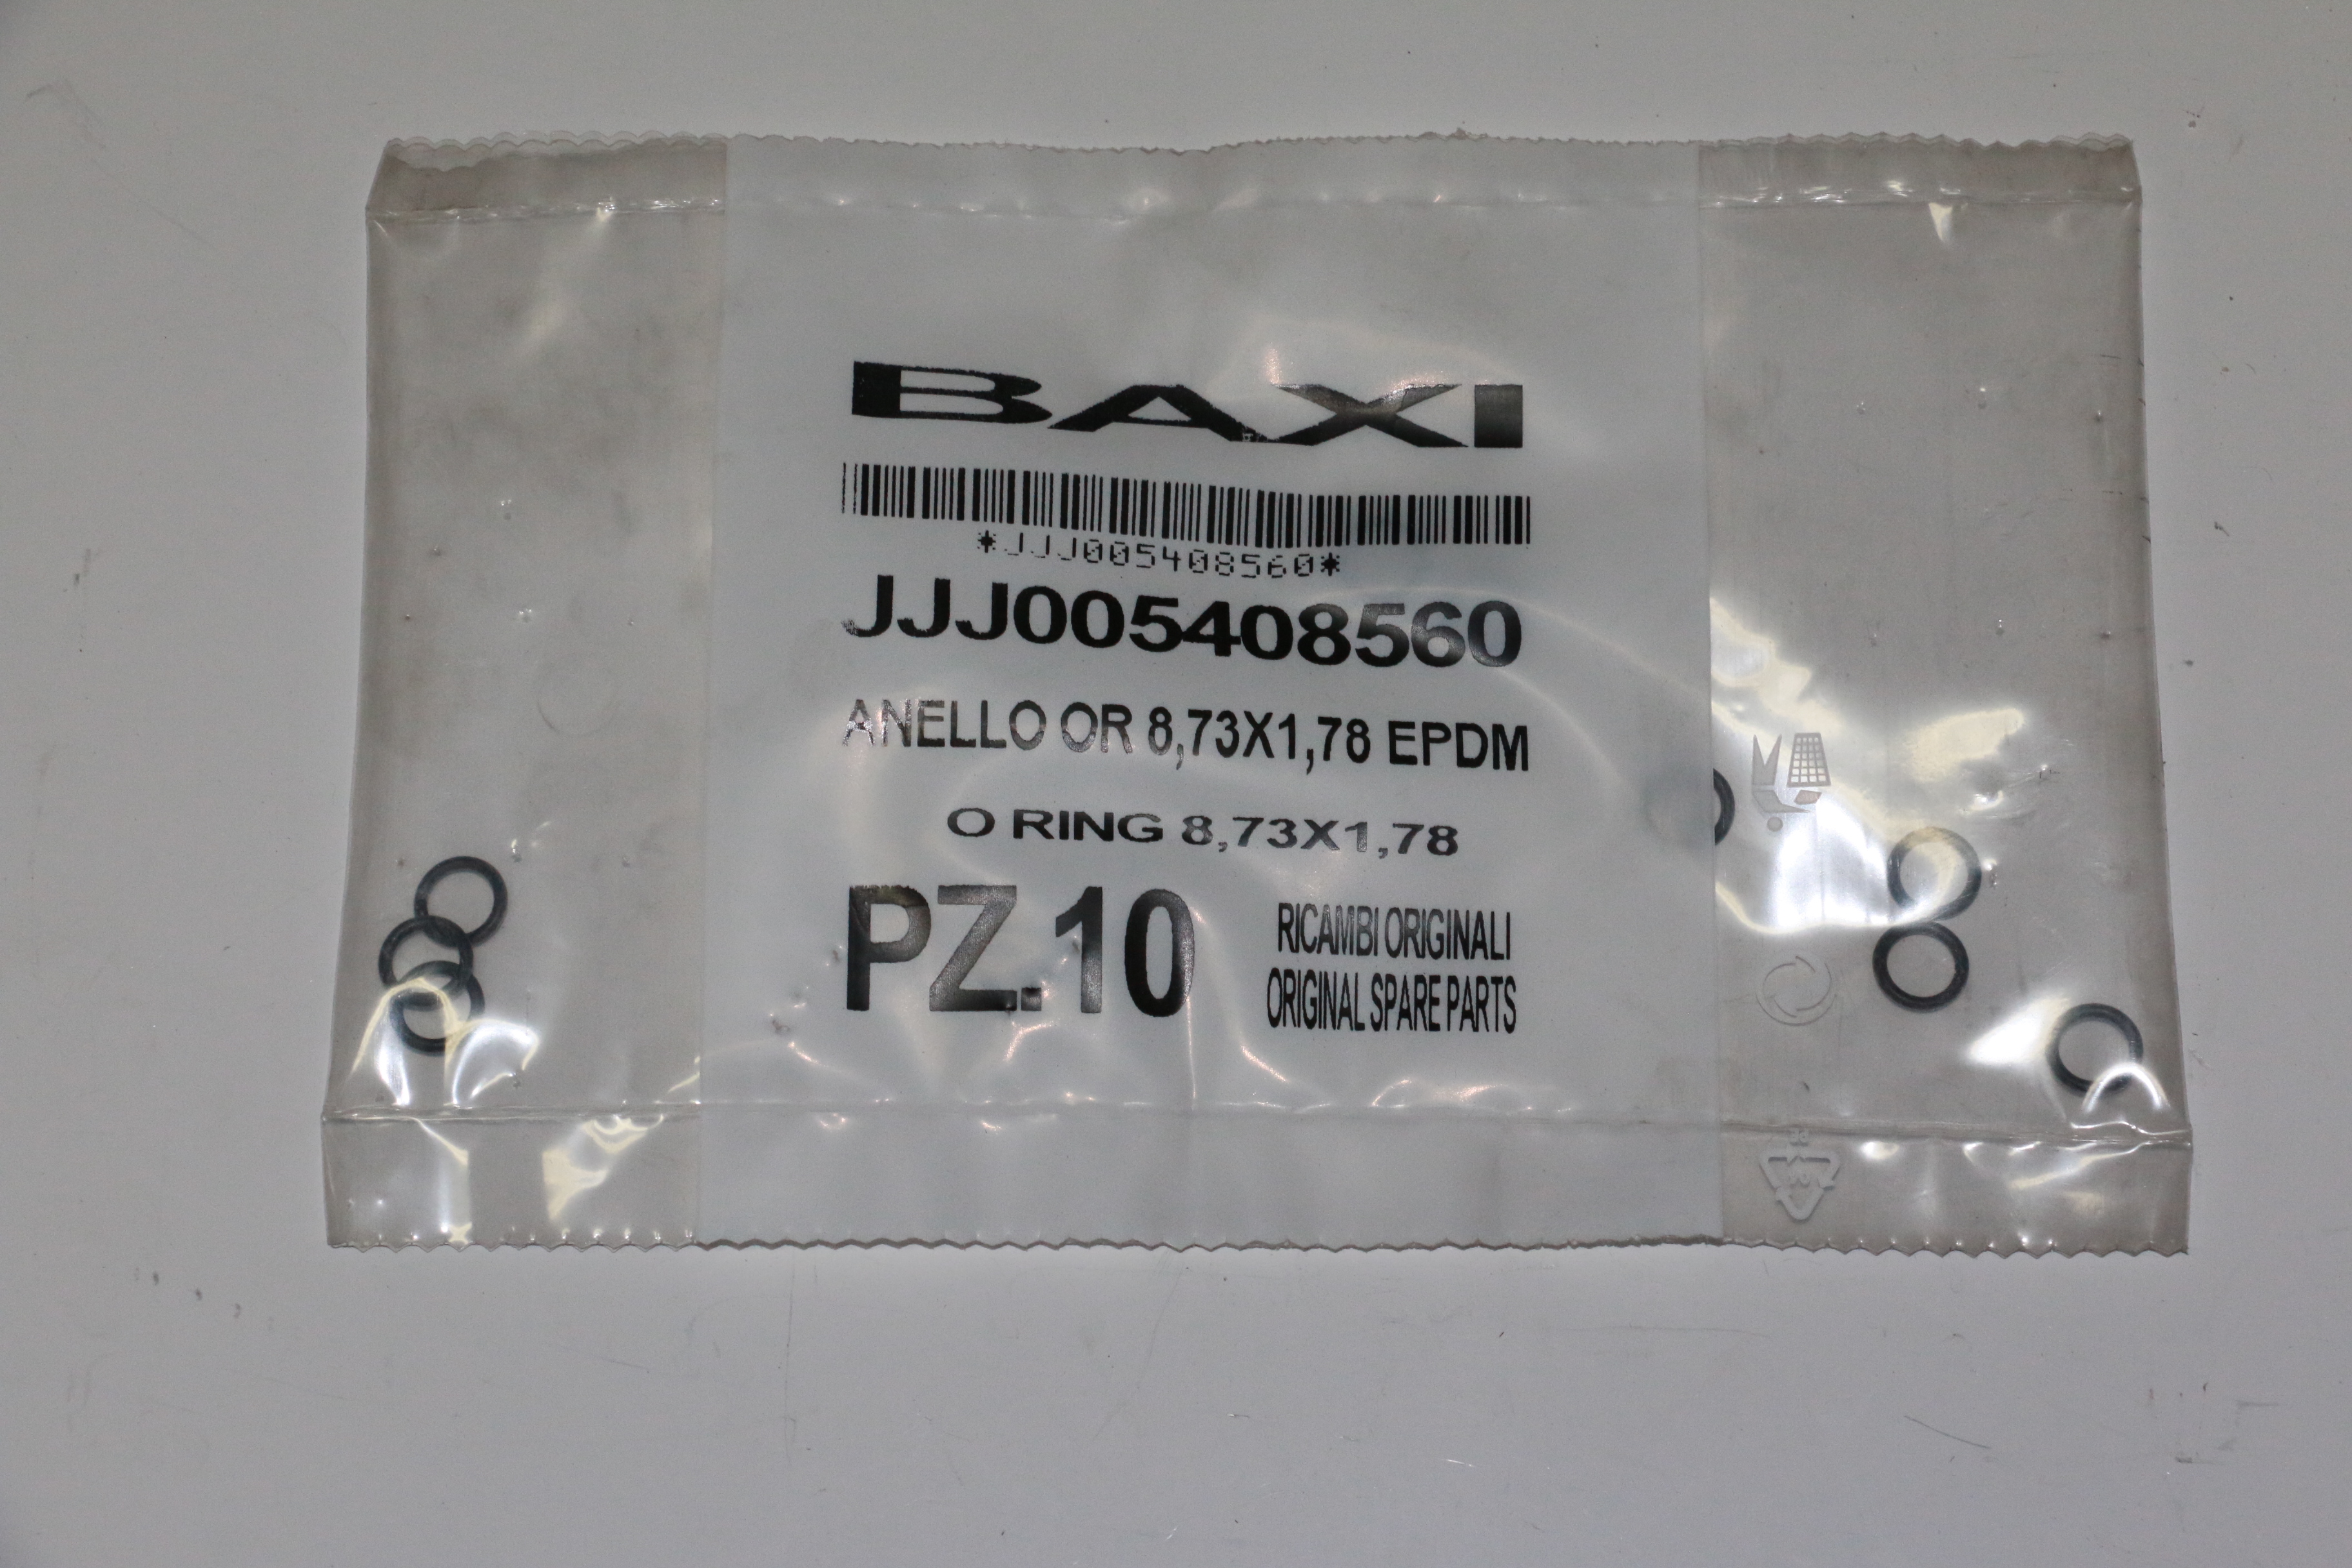 BAXI
*JJJ005408560*
JJJ005408560
ANELLO OR 8,73X1,78 EPDM
O RING 8,73X1,78
PZ.10
RICAMBI ORIGINALI
ORIGINAL SPARE PARTS